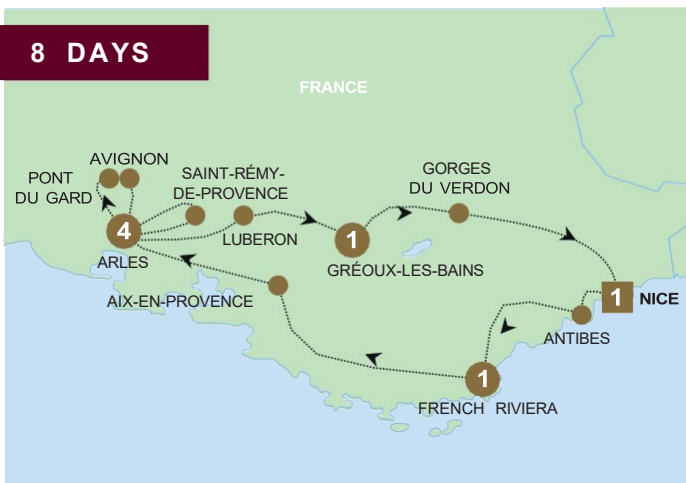 8 DAYS
FRANCE
AVIGNON
PONT
DU GARD
SAINT-RÉMY-
DE-PROVENCE
GORGES
DU VERDON
4
LUBERON
1
ARLES
GRÉOUX-LES-BAINS
AIX-EN-PROVENCE
1
NICE
ANTIBES
1
FRENCH RIVIERA